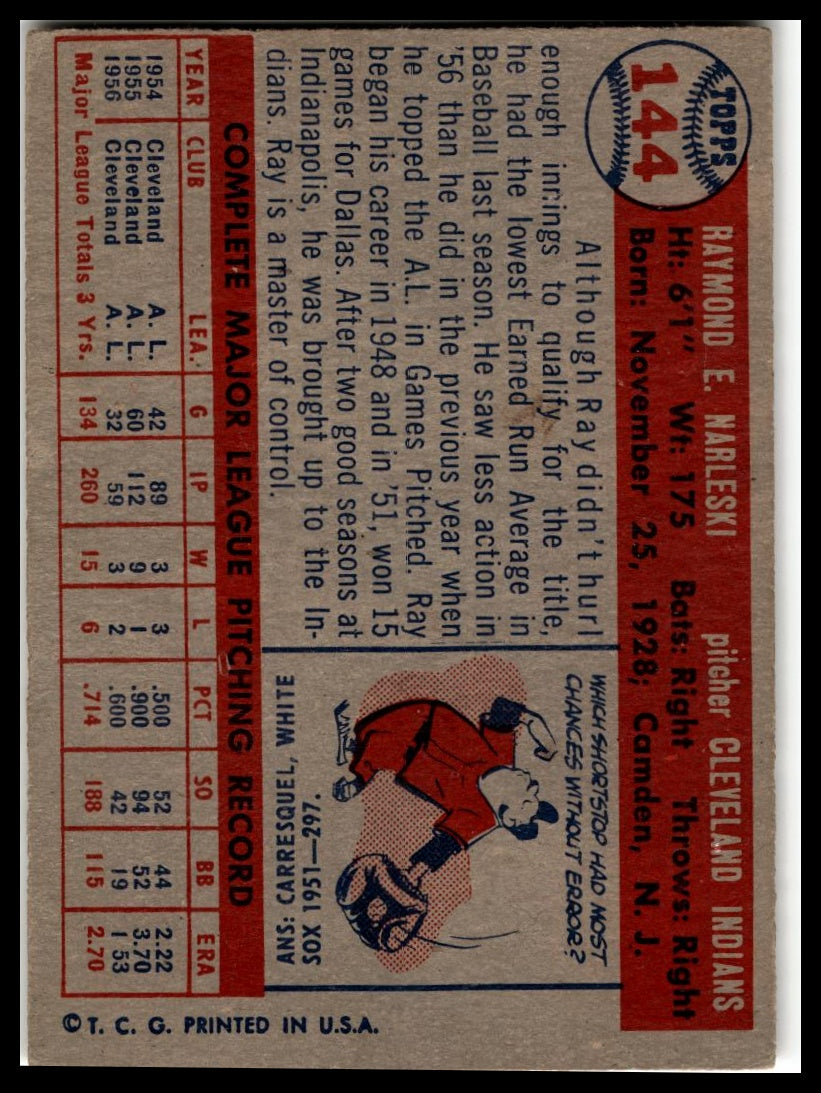 TOPPS
144
RAYMOND E. NARLESKI pitcher CLEVELAND INDIANS
Ht: 6'1" Wt: 175 Bats: Right Throws: Right
Born: November 25, 1928; Camden, N. J.
Although Ray didn't hurl
enough innings to qualify for the title,
he had the lowest Earned Run Average in
Baseball last season. He saw less action in
'56 than he did in the previous year when
he topped the A.L. in Games Pitched. Ray
began his career in 1948 and in '51, won 15
games for Dallas. After two good seasons at
Indianapolis, he was brought up to the In-
dians. Ray is a master of control.
WHICH SHORTSTOP HAD MOST
CHANCES WITHOUT ERROR?
ANS: CARRESQUEL, WHITE
SOX 1951—297.
COMPLETE MAJOR LEAGUE PITCHING RECORD
YEAR CLUB LEA. G IP W L PCT SO BB ERA
1954 Cleveland A. L. 42 89 3 3 .500 52 44 2.22
1955 Cleveland A. L. 60 112 9 1 .900 94 52 3.70
1956 Cleveland A. L. 32 59 3 2 .600 42 19 1 53
Major League Totals 3 Yrs. 134 260 15 6 .714 188 115 2.70
© T. C. G. PRINTED IN U.S.A.